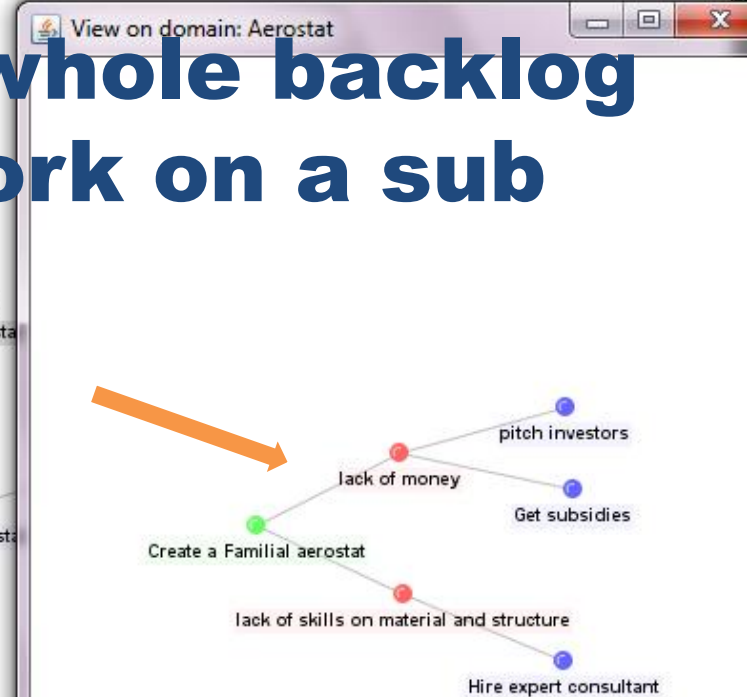 View on domain: Aerostat
whole backlog
ork on a sub
pitch investors
lack of money
Get subsidies
Create a Familial aerostat
lack of skills on material and structure
Hire expert consultant